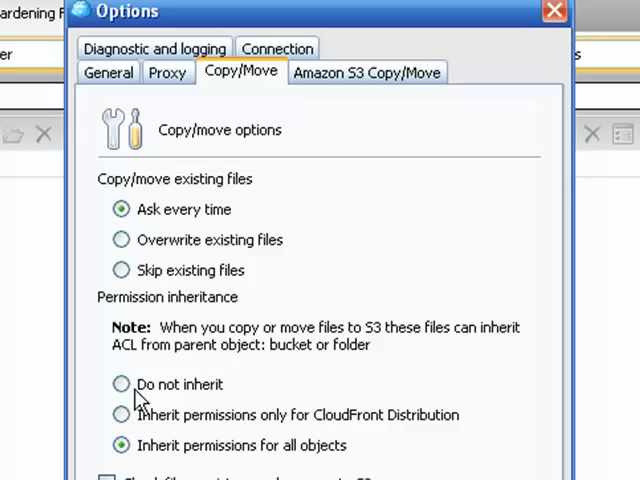 ardening F
Options
er
s
Diagnostic and logging
Connection
General
Proxy
Copy/Move
Amazon S3 Copy/Move
Copy/move options
Copy/move existing files
Ask every time
Overwrite existing files
Skip existing files
Permission inheritance
Note: When you copy or move files to S3 these files can inherit
ACL from parent object: bucket or folder
Do not inherit
Inherit permissions only for CloudFront Distribution
Inherit permissions for all objects